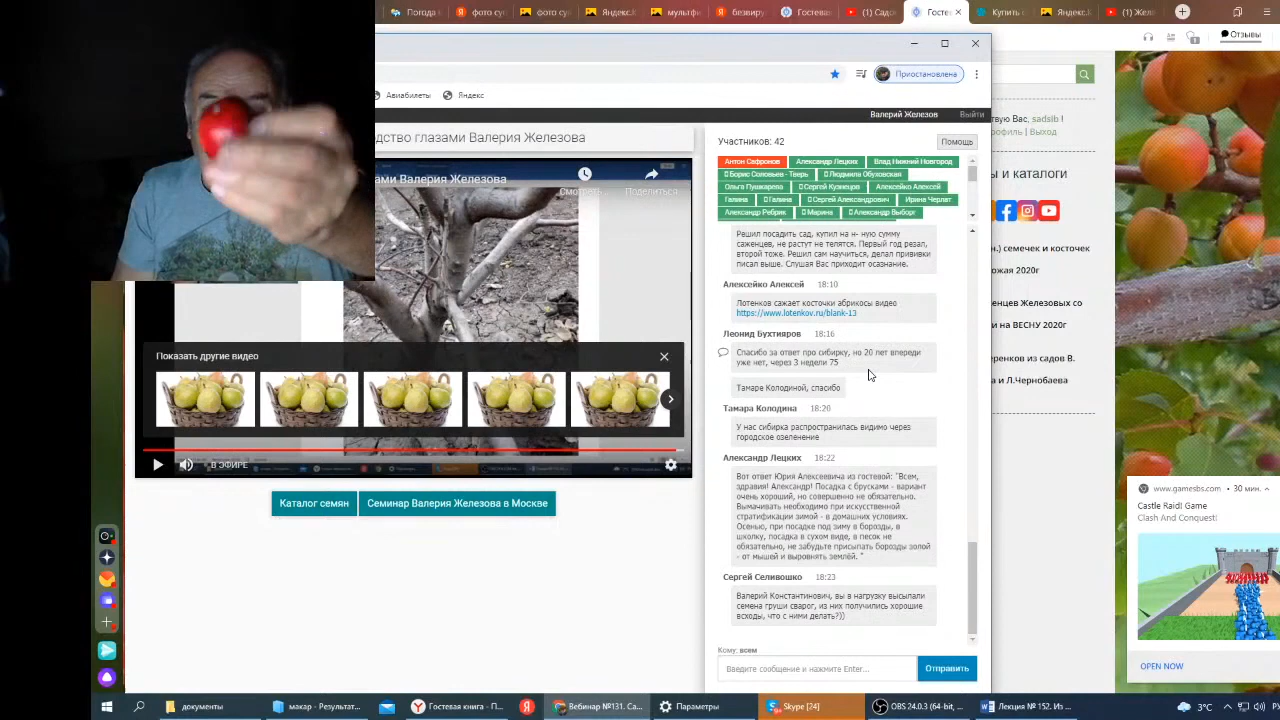 Погода
фото су
фото су
Яндекс.К
мультф
безвиру
Гостеван
(1) Садо
Госте
Купить
Яндекс.К
(1) Желе
Отзывы
Приостановлена
Авиабилеты
Яндекс
Валерий Железов
Выйти
дство глазами Валерия Железова
Участников: 42
Помощь
ми Валерия Железова
Смотреть...
Поделиться
Антон Сафронов
Александр Лецких
Влад Нижний Новгород
Борис Соловьев - Тверь
Людмила Обуховская
Ольга Пушкарева
Сергей Кузнецов
Алексейко Алексей
Галина
Галина
Сергей Александрович
Ирина Черлат
Александр Ребрик
Марина
Александр Выборг
Решил посадить сад, купил на н- ную сумму
саженцев, не растут не телятся. Первый год резал,
второй тоже. Решил сам научиться, делал прививки
писал выше. Слушая Вас приходит осазнание.
Алексейко Алексей 18:10
Лотенков сажает косточки абрикосы видео
https://www.lotenkov.ru/blank-13
Леонид Бухтияров 18:16
Спасибо за ответ про сибирку, но 20 лет впереди
уже нет, через 3 недели 75
Тамаре Колодиной, спасибо
Тамара Колодина 18:26
У нас сибирка распространилась видимо через
городское озеленение
Александр Лецких 18:22
Вот ответ Юрия Алексеевича из гостевой: "Всем,
здравия! Александр! Посадка с брусками - вариант
очень хороший, но совершенно не обязательно.
Вымачивать необходимо при искусственной
стратификации зимой - в домашних условиях.
Осенью, при посадке под зиму в борозды, в
школку, посадка в сухом виде, в песок не
обязательно, не забудьте присыпать борозды золой
- от мышей и выровнять землёй. "
Сергей Селивошко 18:23
Валерий Константинович, вы в нагрузку высылали
семена груши сварог, из них получились хорошие
всходы, что с ними делать?))
Кому: всем
Введите сообщение и нажмите Enter...
Отправить
Показать другие видео
В ЭФИРЕ
Каталог семян
Семинар Валерия Железова в Москве
ствую Вас, sadsib !
рофиль | Выход
ы и каталоги
н.) семечек и косточек
ожая 2020г
енцев Железовых со
и на ВЕСНУ 2020г
еренков из садов В.
а и Л.Чернобаева
www.gamesbs.com • 30 мин.
Castle Raid! Game
Clash And Conquest!
OPEN NOW
документы
макар - Результат...
Гостевая книга - П...
Вебинар №131. Са...
Параметры
Skype [24]
OBS 24.0.3 (64-bit, ...
Лекция № 152. Из ...
3°C
РУС